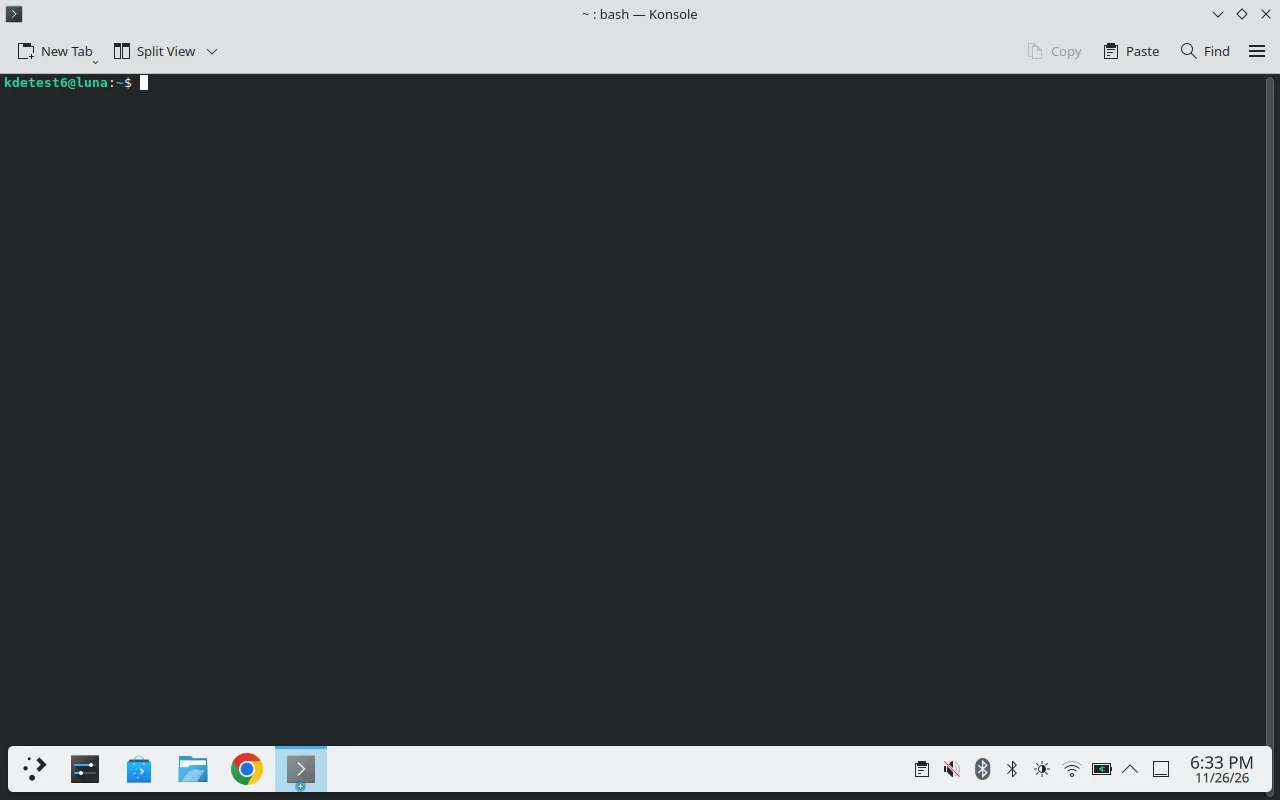 ~ : bash — Konsole
New Tab
Split View
Copy
Paste
Find
kdetest6@luna:~$
6:33 PM
11/26/26